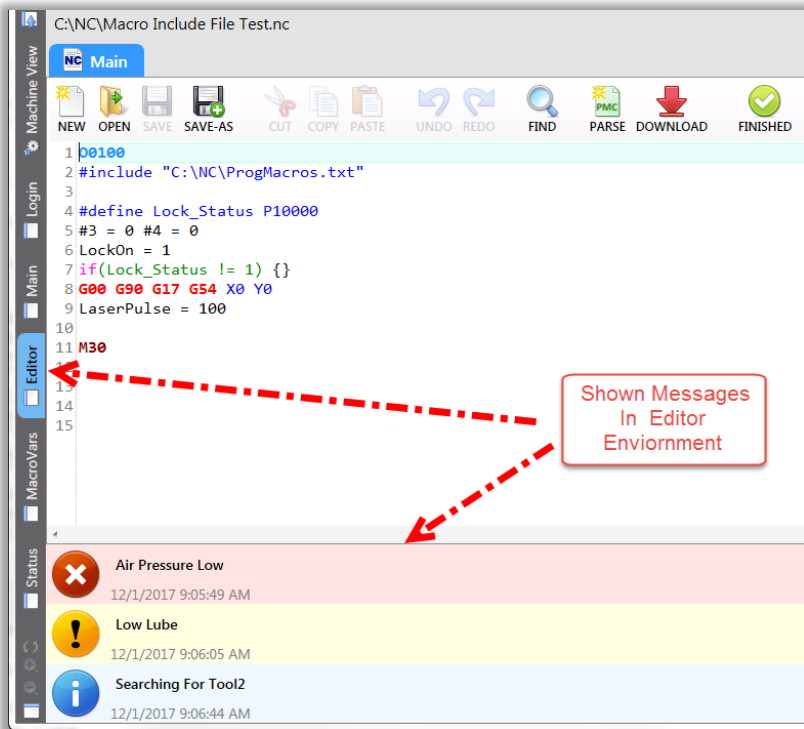 C:\NC\Macro Include File Test.nc
NC Main
NEW OPEN SAVE SAVE-AS CUT COPY PASTE UNDO REDO FIND PMC PARSE DOWNLOAD FINISHED
Machine View
Login
Main
Editor
MacroVars
Status
1 O0100
2 #include "C:\NC\ProgMacros.txt"
3
4 #define Lock_Status P10000
5 #3 = 0 #4 = 0
6 LockOn = 1
7 if(Lock_Status != 1) {}
8 G00 G90 G17 G54 X0 Y0
9 LaserPulse = 100
10
11 M30
12
13
14
15
Shown Messages
In Editor
Enviornment
Air Pressure Low
12/1/2017 9:05:49 AM
Low Lube
12/1/2017 9:06:05 AM
Searching For Tool2
12/1/2017 9:06:44 AM